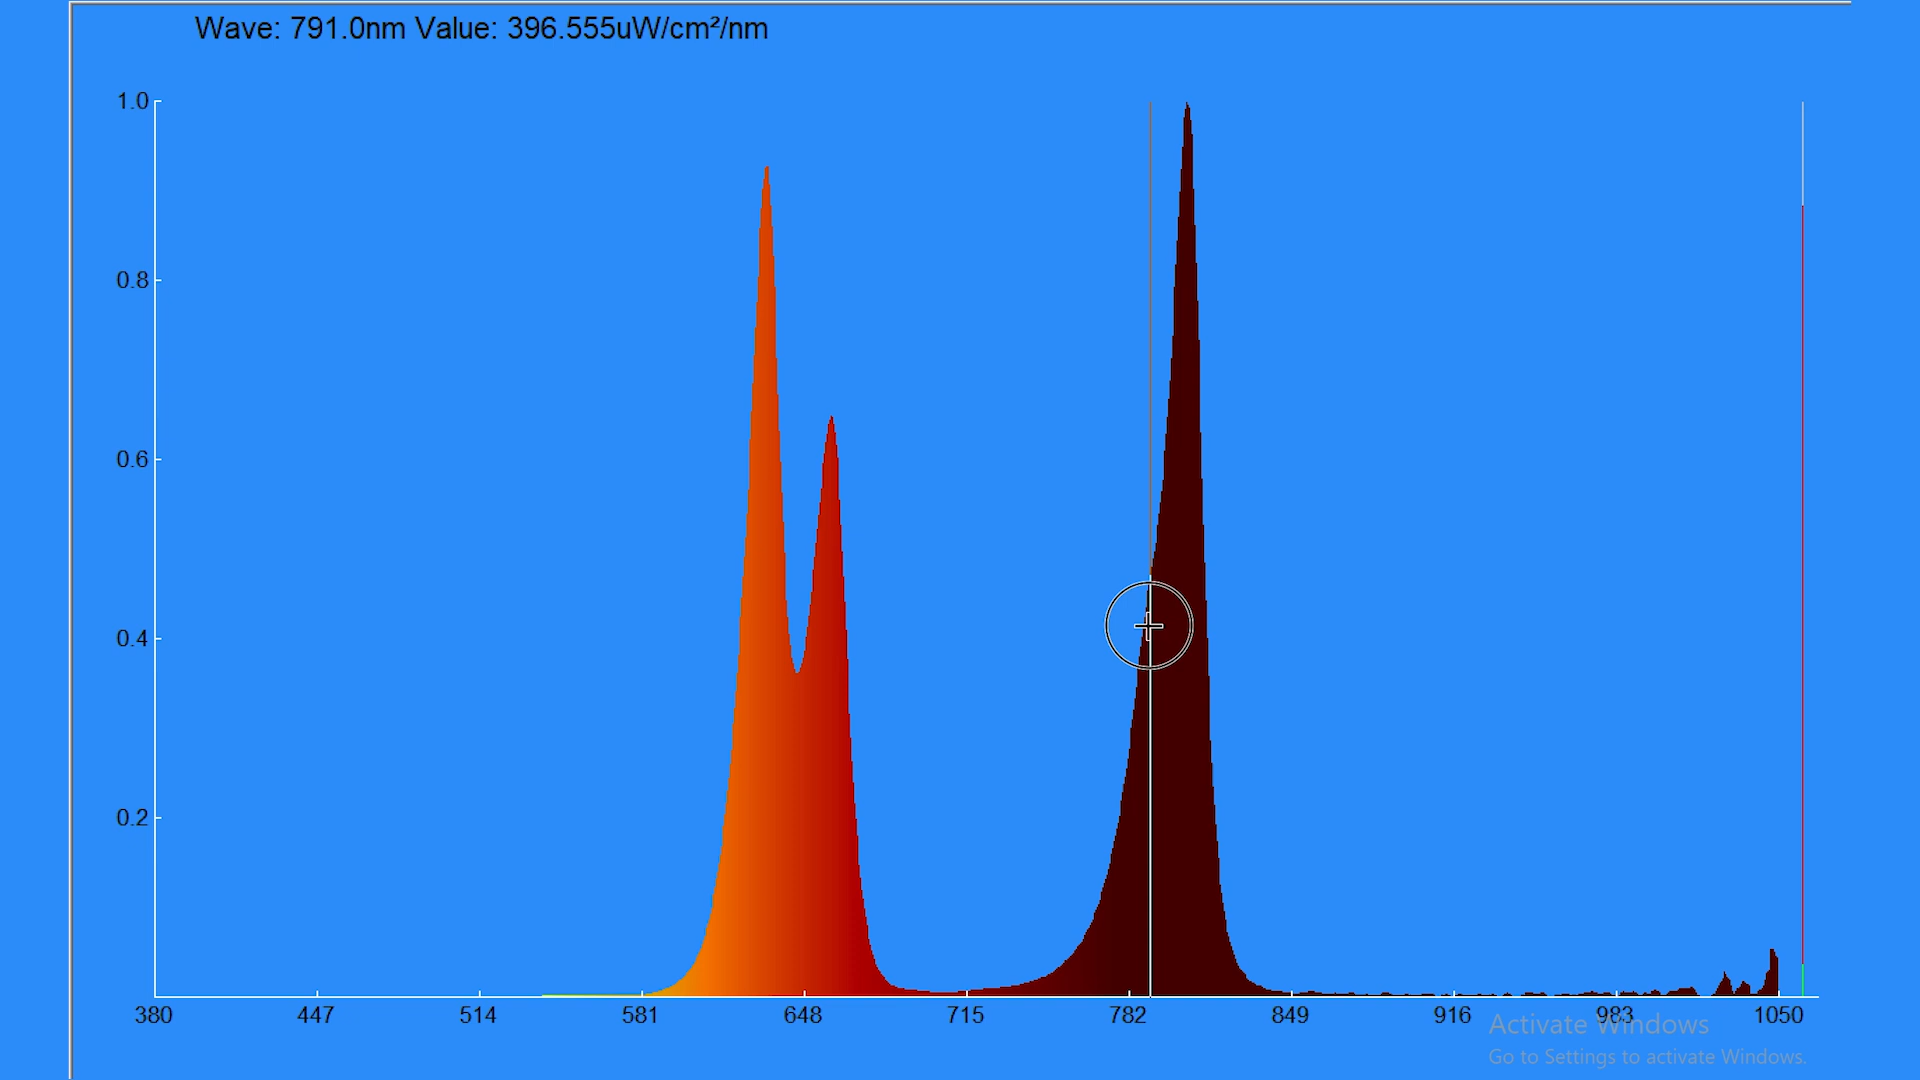 Wave: 791.0nm Value: 396.555uW/cm²/nm
1.0
0.8
0.6
0.4
0.2
380 447 514 581 648 715 782 849 916 983 1050
Activate Windows
Go to Settings to activate Windows.